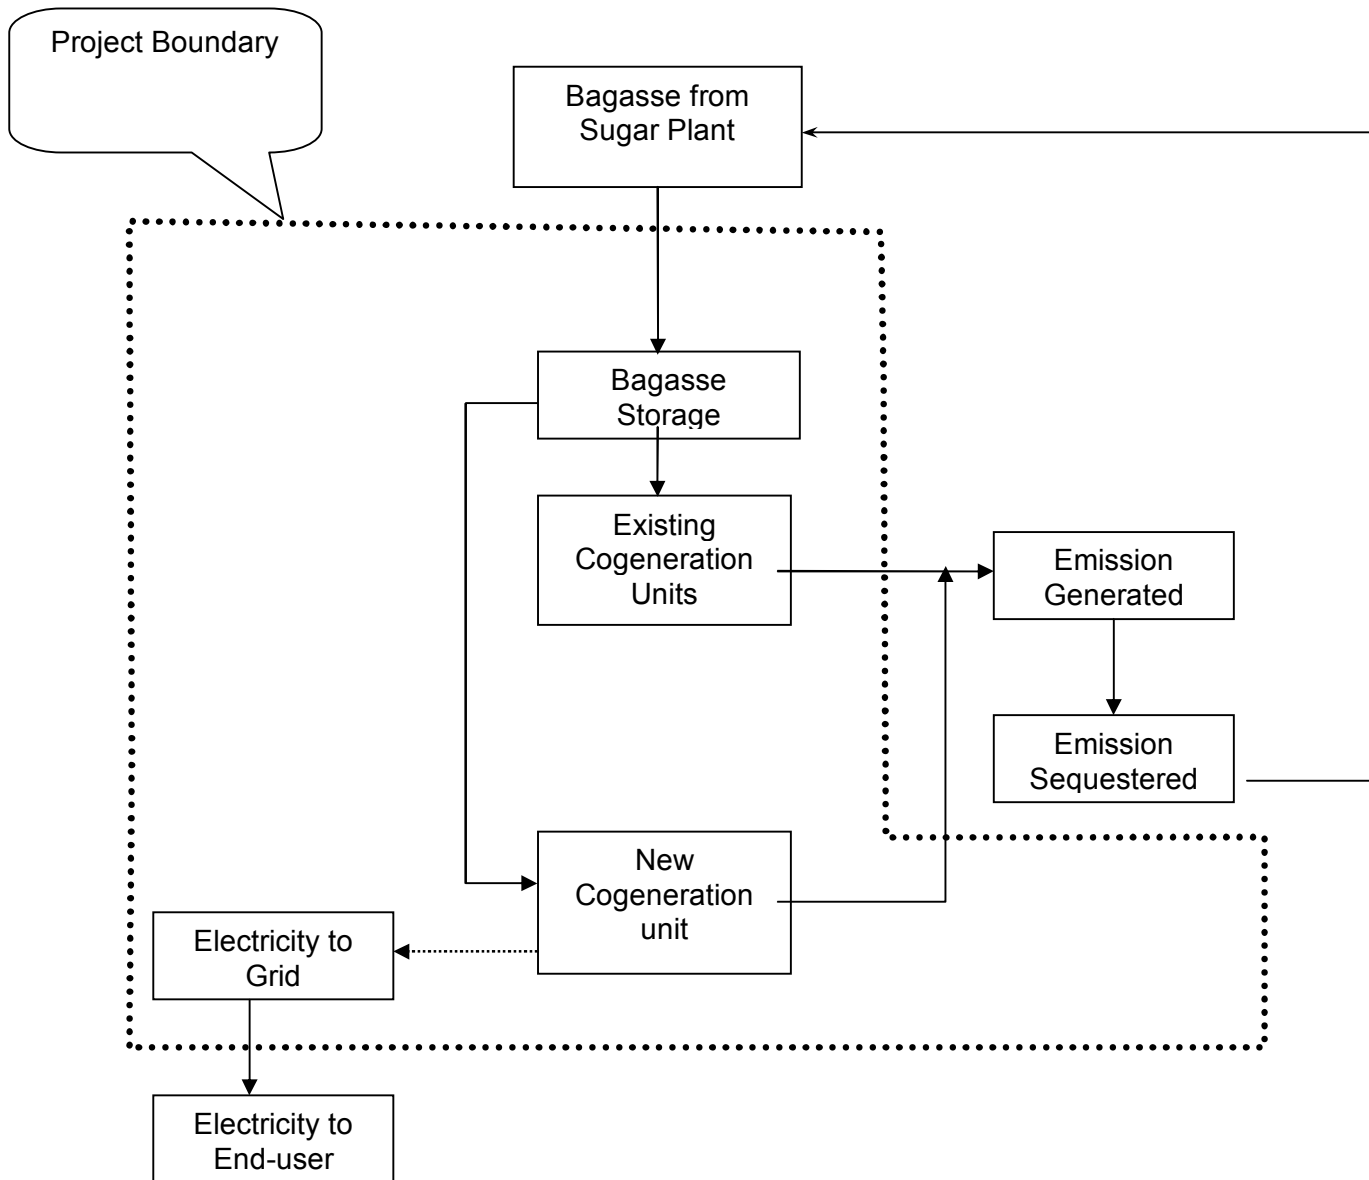 Project Boundary
Bagasse from
Sugar Plant
Bagasse
Storage
Existing
Cogeneration
Units
Emission
Generated
Emission
Sequestered
New
Cogeneration
unit
Electricity to
Grid
Electricity to
End-user